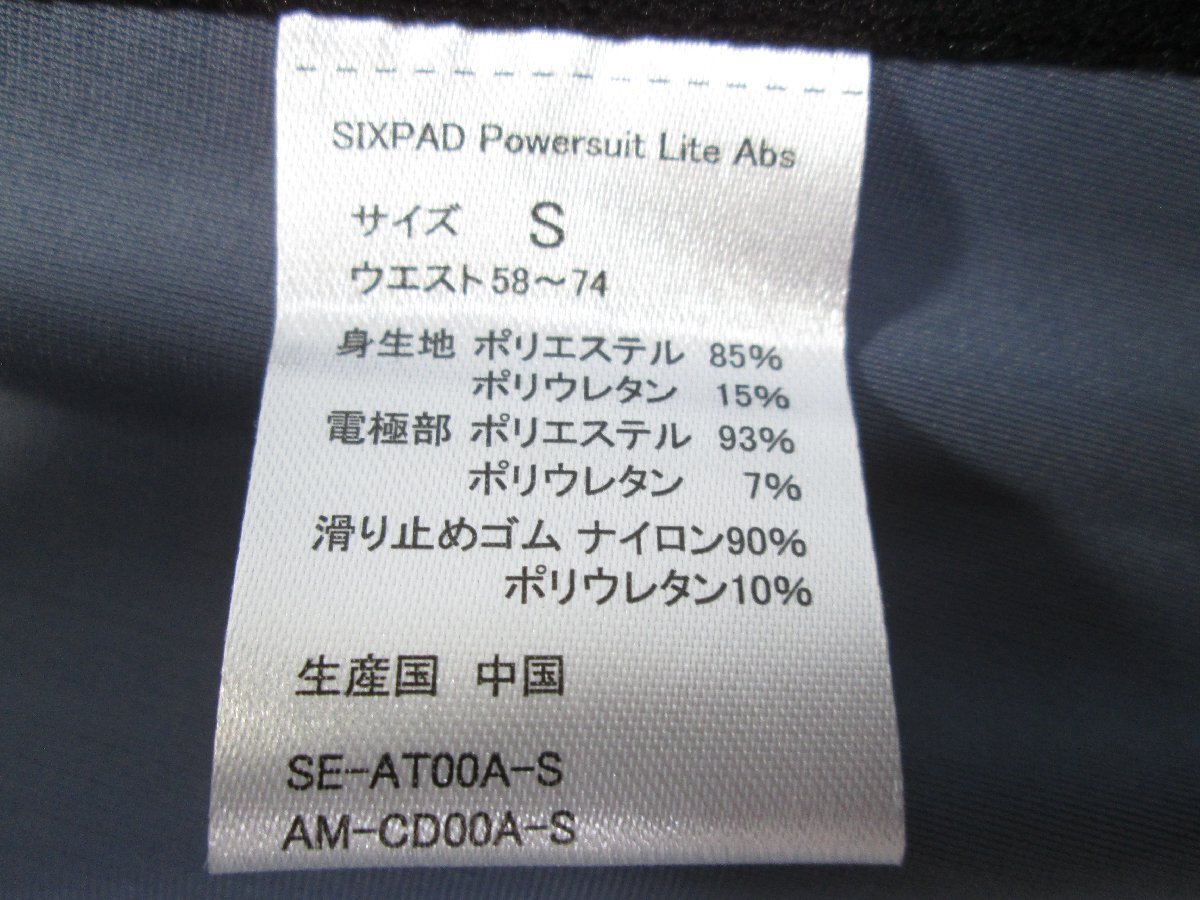 SIXPAD Powersuit Lite Abs
サイズ S
ウエスト58～74
身生地 ポリエステル 85%
ポリウレタン 15%
電極部 ポリエステル 93%
ポリウレタン 7%
滑り止めゴム ナイロン90%
ポリウレタン10%
生産国 中国
SE-AT00A-S
AM-CD00A-S